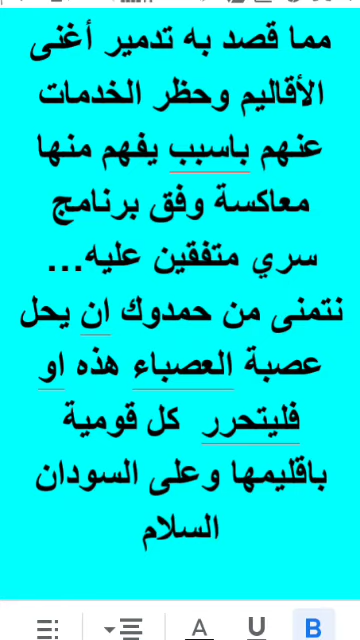 مما قصد به تدمير أغنى
الأقاليم وحظر الخدمات
عنهم باسبب يفهم منها
معاكسة وفق برنامج
سري متفقين عليه...
نتمنى من حمدوك ان يحل
عصبة العصباء هذه او
فليتحرر كل قومية
باقليمها وعلى السودان
السلام
A U B